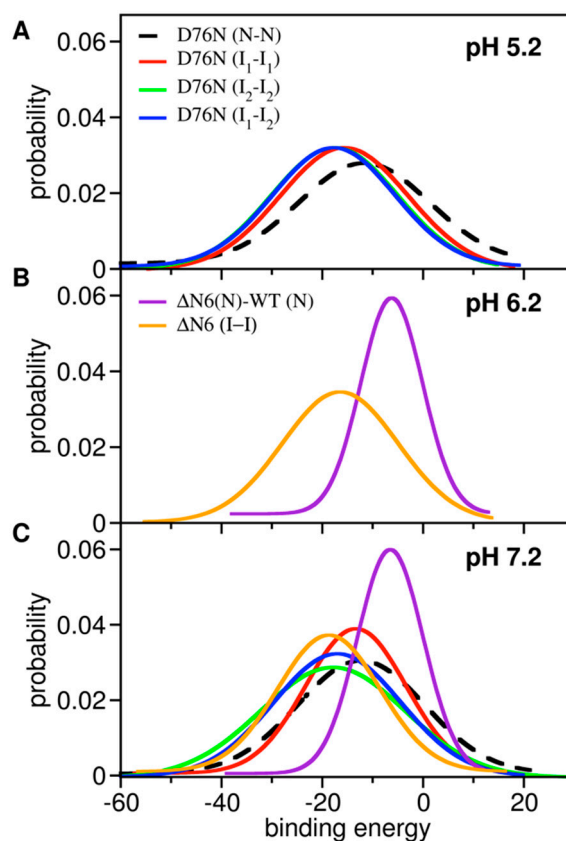 A
0.06
D76N (N-N)
pH 5.2
D76N (I1-I1)
0.04
D76N (I2-I2)
D76N (I1-I2)
probability
0.02
0
B
0.06
ΔN6(N)-WT (N)
pH 6.2
ΔN6 (I–I)
0.04
probability
0.02
0
C
0.06
pH 7.2
0.04
probability
0.02
0
-60 -40 -20 0 20
binding energy